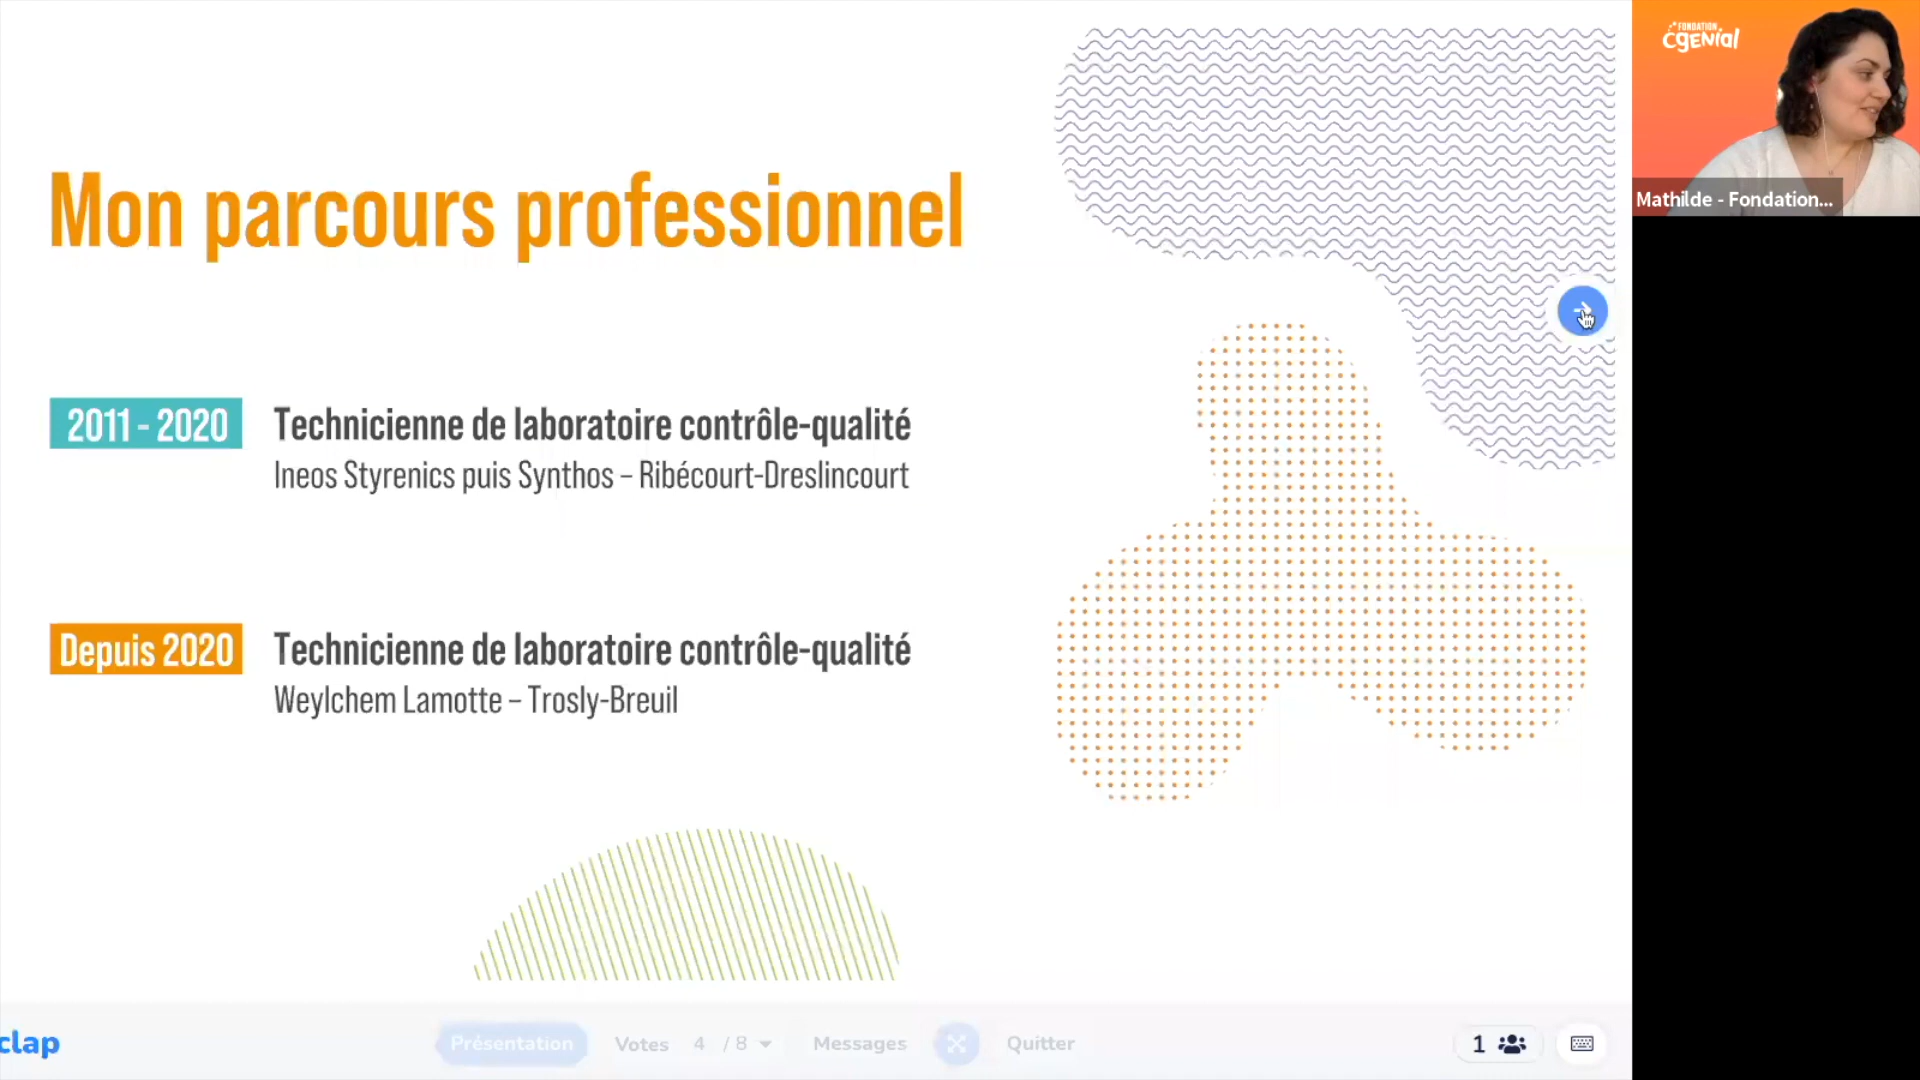 FONDATION
CGENIAL
Mathilde - Fondation...
Mon parcours professionnel
2011 - 2020
Technicienne de laboratoire contrôle-qualité
Ineos Styrenics puis Synthos – Ribécourt-Dreslincourt
Depuis 2020
Technicienne de laboratoire contrôle-qualité
Weylchem Lamotte – Trosly-Breuil
clap
Présentation
Votes 4 / 8
Messages
Quitter
1